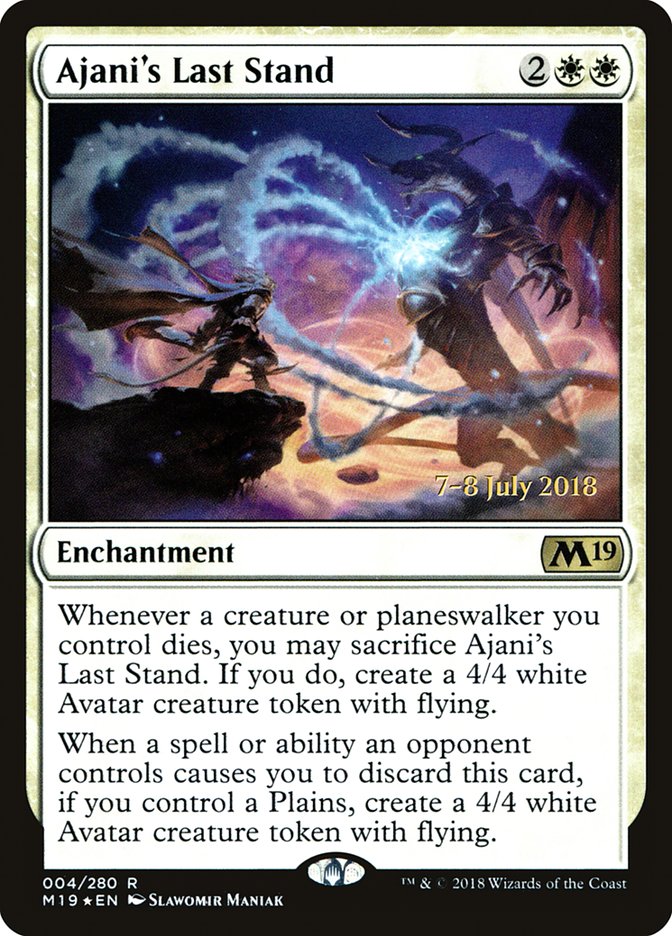 Ajani's Last Stand 2
7–8 July 2018
Enchantment M19
Whenever a creature or planeswalker you
control dies, you may sacrifice Ajani's
Last Stand. If you do, create a 4/4 white
Avatar creature token with flying.
When a spell or ability an opponent
controls causes you to discard this card,
if you control a Plains, create a 4/4 white
Avatar creature token with flying.
004/280 R
M19★EN Slawomir Maniak
™ & © 2018 Wizards of the Coast